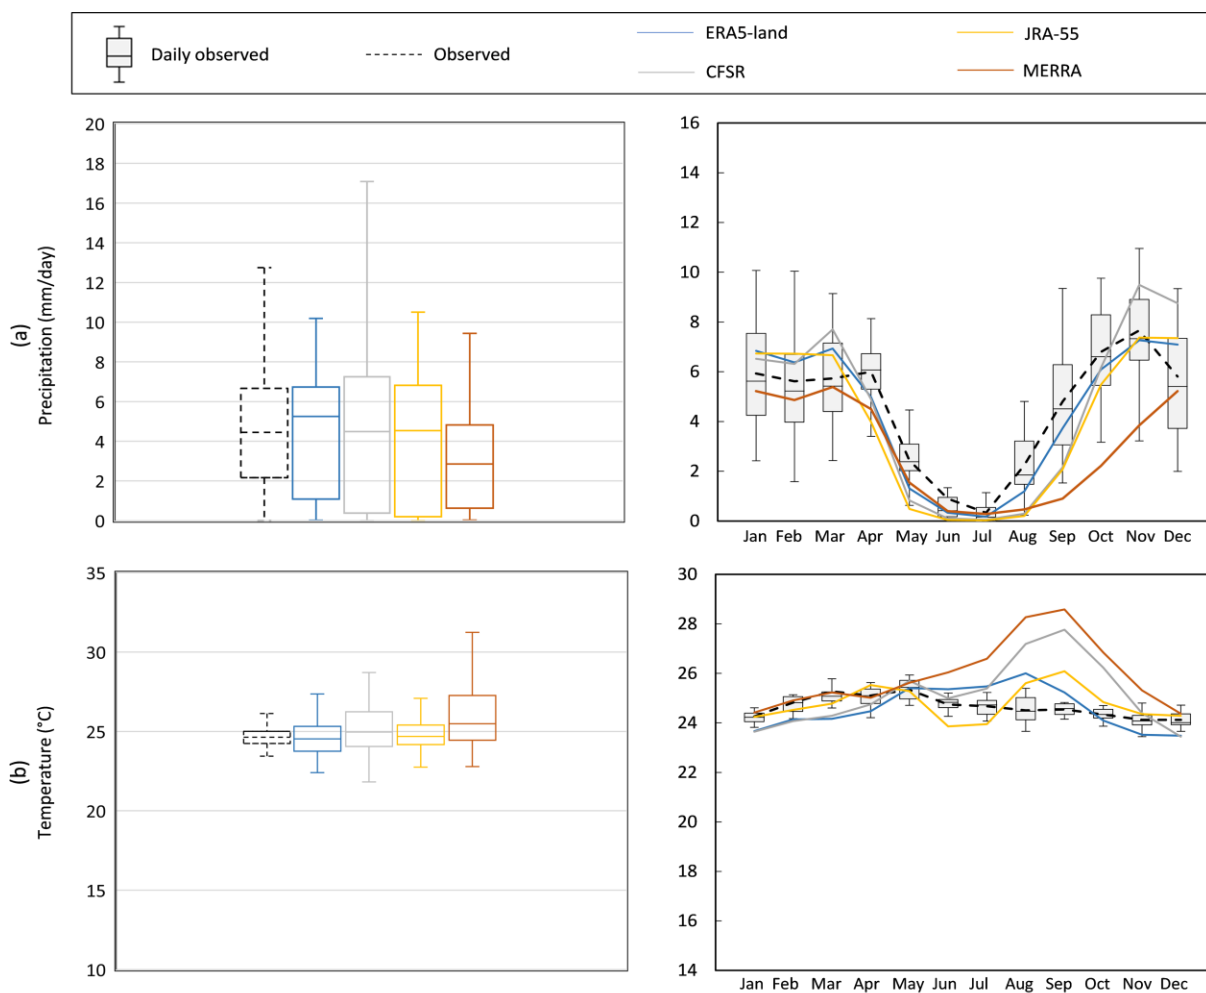 Daily observed
Observed
ERA5-land
CFSR
JRA-55
MERRA
(a)
Precipitation (mm/day)
20
18
16
14
12
10
8
6
4
2
0
16
14
12
10
8
6
4
2
0
Jan Feb Mar Apr May Jun Jul Aug Sep Oct Nov Dec
(b)
Temperature (°C)
35
30
25
20
15
10
30
28
26
24
22
20
18
16
14
Jan Feb Mar Apr May Jun Jul Aug Sep Oct Nov Dec